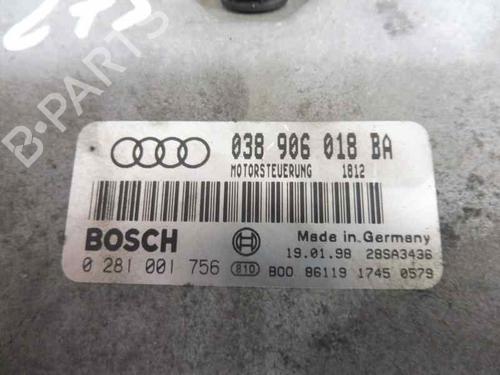 038 906 018 BA
MOTORSTEUERUNG 1812
BOSCH
Made in Germany
19.01.98 28SA3436
0 281 001 756 810 B00 86119 1745 0579
B-PARTS